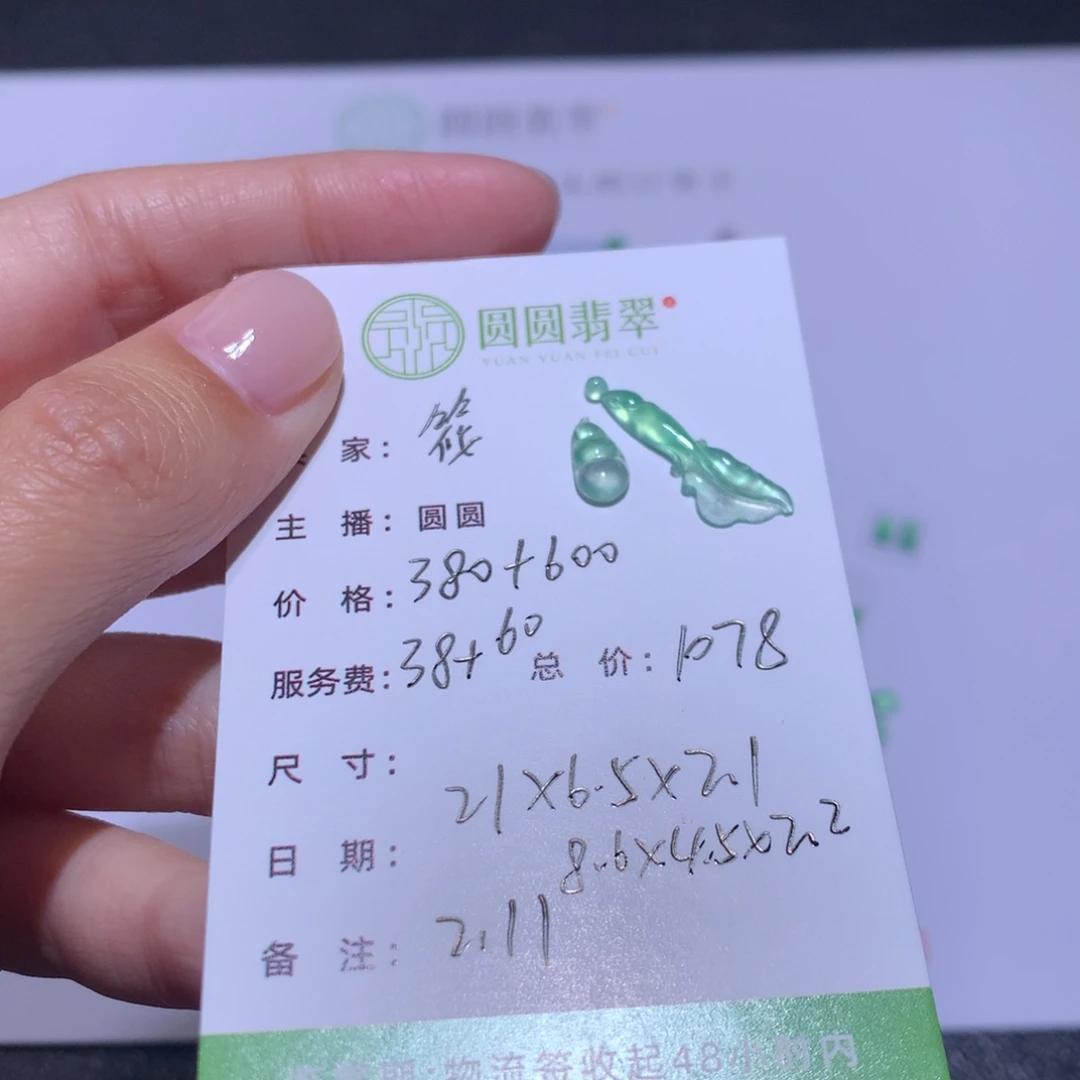 圆圆翡翠
YUAN YUAN FEI CUI
家: 筱
主 播: 圆圆
价 格: 380+600
服务费: 38+60 总 价: 1078
尺 寸: 21×6.5×2.1
8.6×4.5×2.2
日 期:
备 注: 2.11
物流签收起48小时内